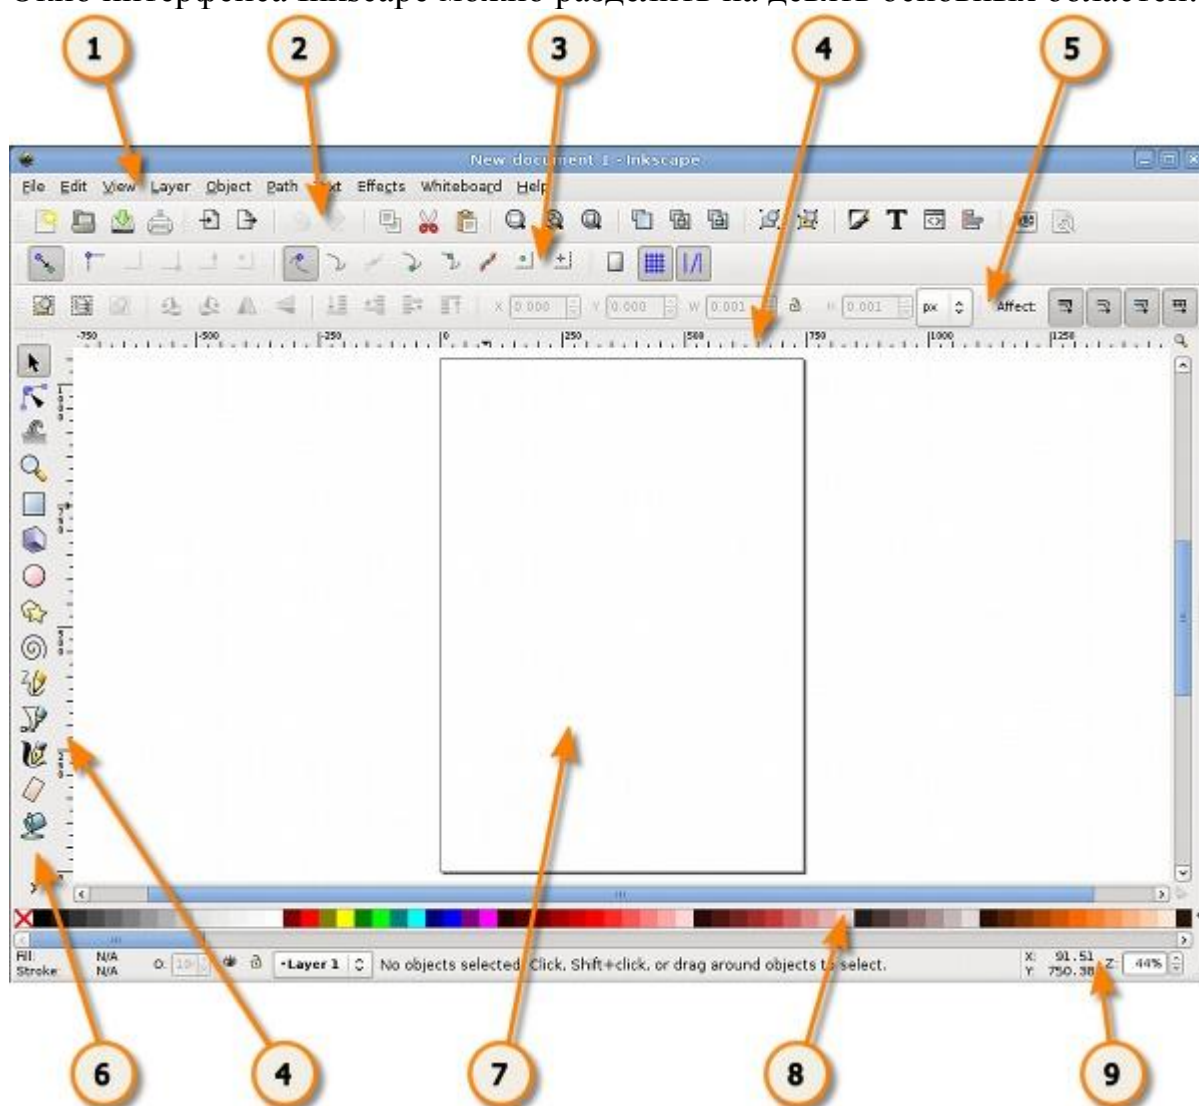 Окно интерфейса Inkscape можно разделить на девять основных областей:
1 2 3 4 5
New document 1 - Inkscape
File Edit View Layer Object Path Text Effects Whiteboard Help
X 0.000 Y 0.000 W 0.001 H 0.001 px Affect:
-750 -500 -250 0 250 500 750 1000 1250
Fill: N/A O: Layer 1 No objects selected. Click, Shift+click, or drag around objects to select. X: 91.51 Z: 44%
Stroke: N/A Y: 750.38
6 4 7 8 9